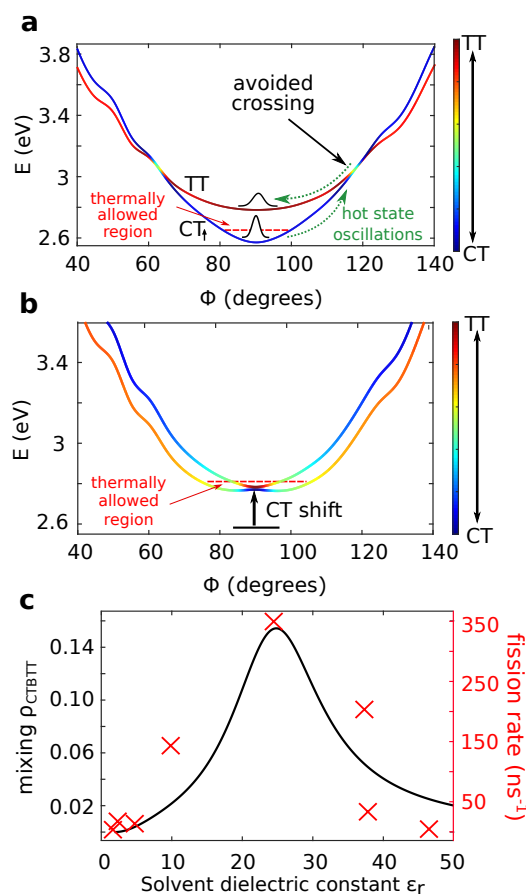 a
3.8
3.4
3
2.6
E (eV)
avoided
crossing
TT
thermally
allowed
region
CT
hot state
oscillations
40 60 80 100 120 140
Φ (degrees)
TT
CT
b
3.4
3
2.6
E (eV)
thermally
allowed
region
CT shift
40 60 80 100 120 140
Φ (degrees)
TT
CT
c
0.14
0.10
0.06
0.02
mixing ρCTBTT
350
250
150
50
fission rate (ns-1)
0 10 20 30 40 50
Solvent dielectric constant εr